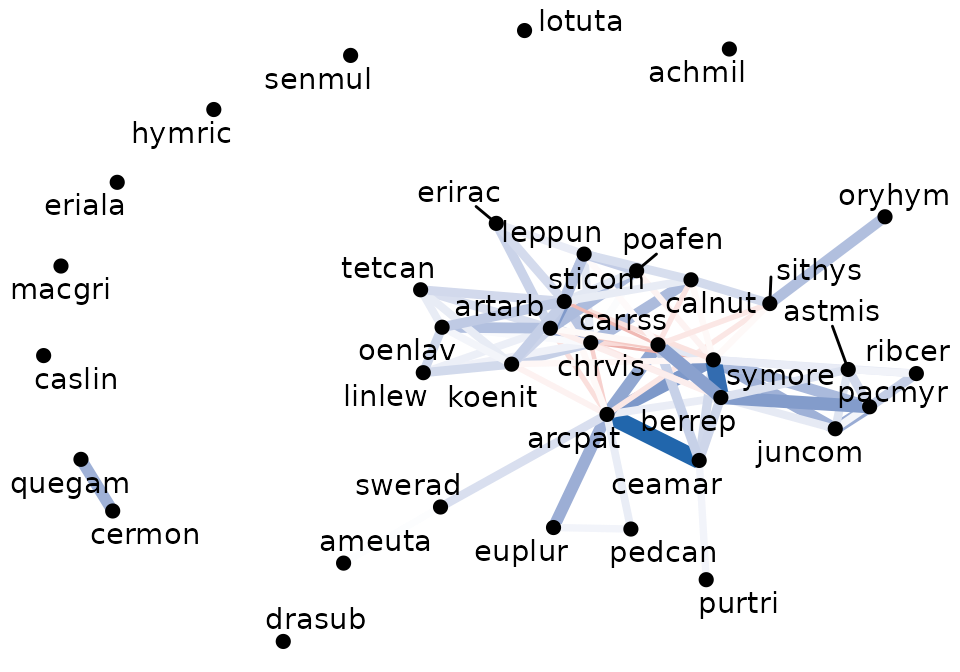 lotuta
senmul
achmil
hymric
erirac
oryhym
eriala
leppun
poafen
tetcan
sticom
sithys
macgri
artarb
calnut
astmis
carrss
oenlav
chrvis
ribcer
caslin
symore
linlew
koenit
pacmyr
berrep
arcpat
juncom
quegam
swerad
ceamar
cermon
ameuta
euplur
pedcan
purtri
drasub